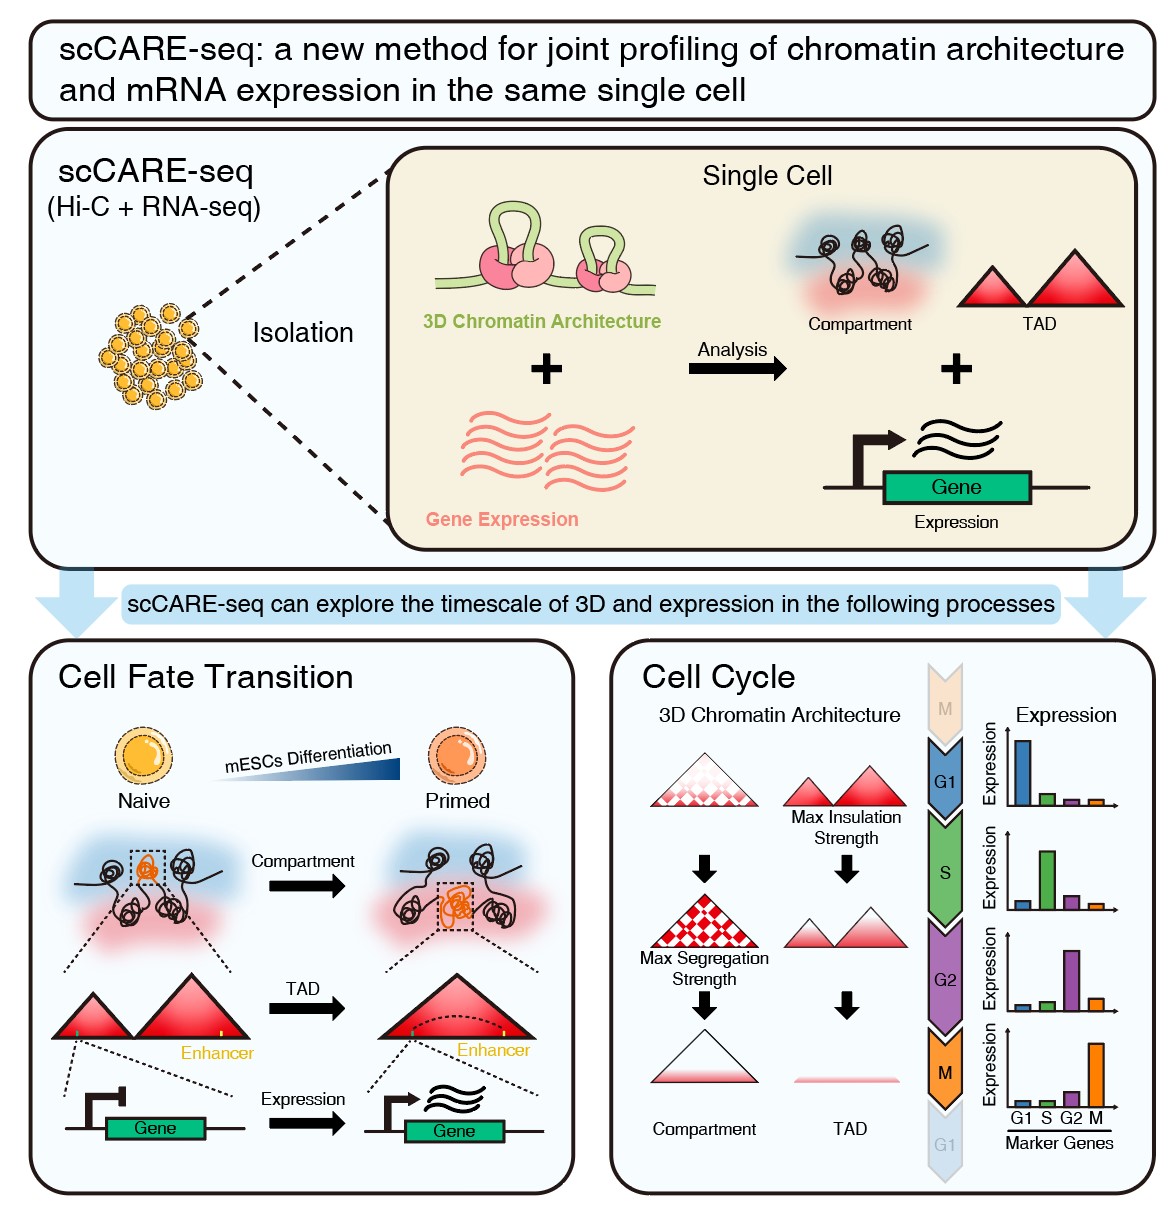 scCARE-seq: a new method for joint profiling of chromatin architecture
and mRNA expression in the same single cell
scCARE-seq
(Hi-C + RNA-seq)
Isolation
Single Cell
3D Chromatin Architecture
+
Gene Expression
Analysis
Compartment
TAD
+
Gene
Expression
scCARE-seq can explore the timescale of 3D and expression in the following processes
Cell Fate Transition
Naive
mESCs Differentiation
Primed
Compartment
TAD
Enhancer
Enhancer
Expression
Gene
Gene
Cell Cycle
3D Chromatin Architecture
Max Insulation
Strength
Max Segregation
Strength
Compartment
TAD
M
G1
S
G2
M
G1
Expression
Expression
Expression
Expression
Expression
G1 S G2 M
Marker Genes